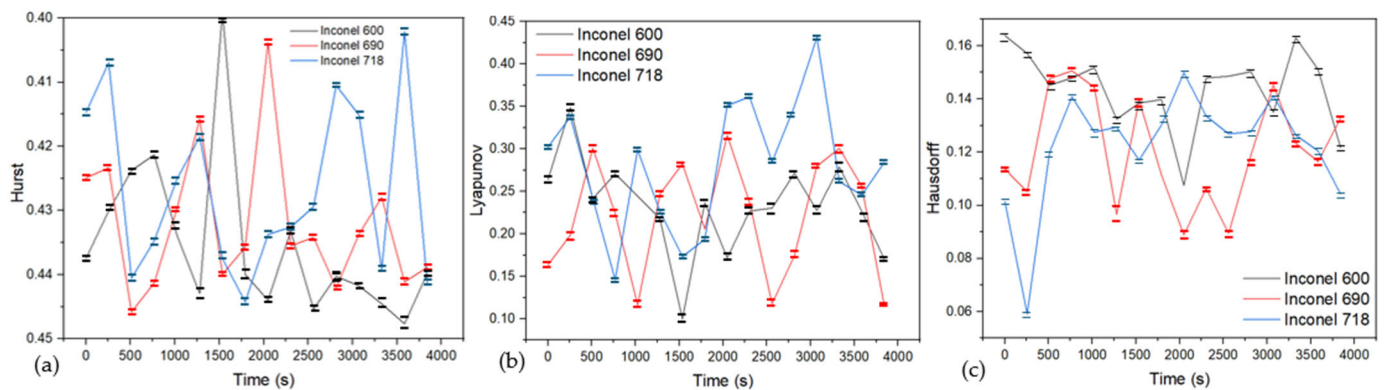 0.40
0.41
0.42
0.43
0.44
0.45
Hurst
Inconel 600
Inconel 690
Inconel 718
0 500 1000 1500 2000 2500 3000 3500 4000
Time (s)
(a)
0.45
0.40
0.35
0.30
0.25
0.20
0.15
0.10
Lyapunov
Inconel 600
Inconel 690
Inconel 718
0 500 1000 1500 2000 2500 3000 3500 4000
Time (s)
(b)
0.16
0.14
0.12
0.10
0.08
0.06
Hausdorff
Inconel 600
Inconel 690
Inconel 718
0 500 1000 1500 2000 2500 3000 3500 4000
Time (s)
(c)